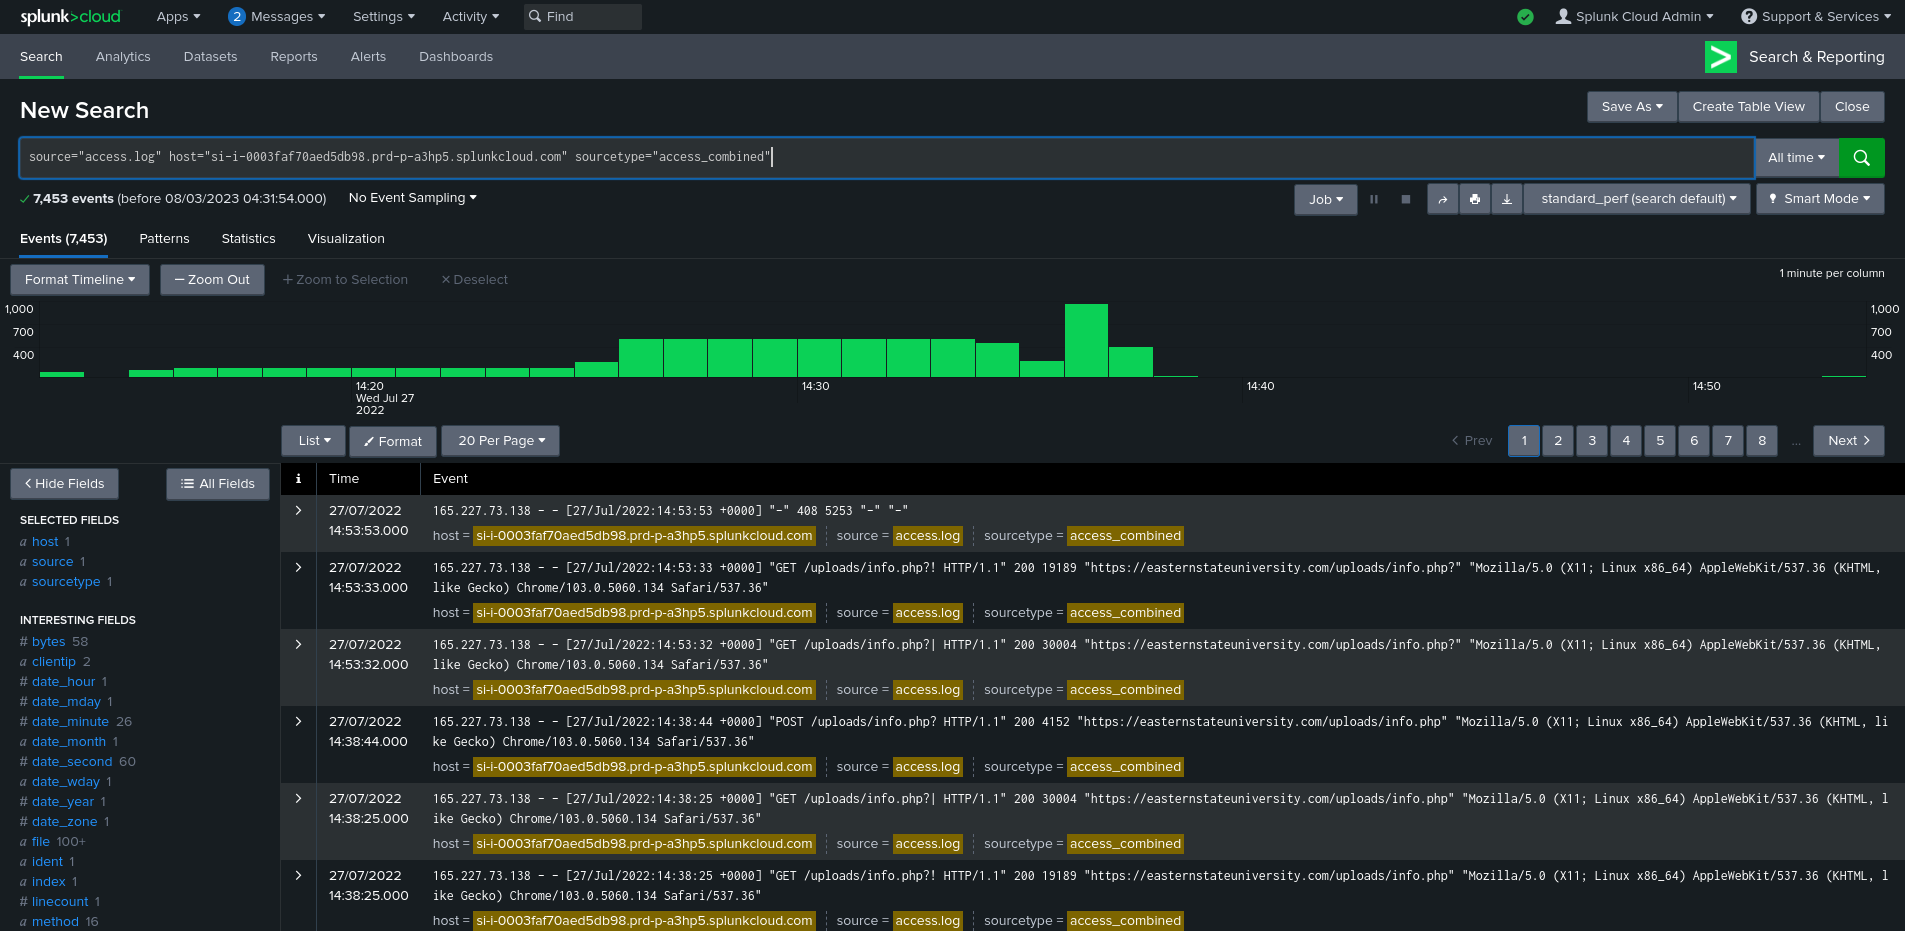 splunk>cloud Apps 2 Messages Settings Activity Find Splunk Cloud Admin Support & Services
Search Analytics Datasets Reports Alerts Dashboards Search & Reporting
New Search Save As Create Table View Close
source="access.log" host="si-i-0003faf70aed5db98.prd-p-a3hp5.splunkcloud.com" sourcetype="access_combined" All time
7,453 events (before 08/03/2023 04:31:54.000) No Event Sampling Job standard_perf (search default) Smart Mode
Events (7,453) Patterns Statistics Visualization
Format Timeline — Zoom Out + Zoom to Selection × Deselect 1 minute per column
1,000 1,000
700 700
400 400
14:20 14:30 14:40 14:50
Wed Jul 27
2022
List Format 20 Per Page < Prev 1 2 3 4 5 6 7 8 ... Next >
< Hide Fields All Fields
SELECTED FIELDS
a host 1
a source 1
a sourcetype 1
INTERESTING FIELDS
# bytes 58
a clientip 2
# date_hour 1
# date_mday 1
# date_minute 26
a date_month 1
# date_second 60
a date_wday 1
# date_year 1
# date_zone 1
a file 100+
a ident 1
a index 1
# linecount 1
a method 16
i Time Event
> 27/07/2022 165.227.73.138 - - [27/Jul/2022:14:53:53 +0000] "-" 408 5253 "-" "-"
14:53:53.000
host = si-i-0003faf70aed5db98.prd-p-a3hp5.splunkcloud.com source = access.log sourcetype = access_combined
> 27/07/2022 165.227.73.138 - - [27/Jul/2022:14:53:33 +0000] "GET /uploads/info.php?! HTTP/1.1" 200 19189 "https://easternstateuniversity.com/uploads/info.php?" "Mozilla/5.0 (X11; Linux x86_64) AppleWebKit/537.36 (KHTML,
14:53:33.000 like Gecko) Chrome/103.0.5060.134 Safari/537.36"
host = si-i-0003faf70aed5db98.prd-p-a3hp5.splunkcloud.com source = access.log sourcetype = access_combined
> 27/07/2022 165.227.73.138 - - [27/Jul/2022:14:53:32 +0000] "GET /uploads/info.php?| HTTP/1.1" 200 30004 "https://easternstateuniversity.com/uploads/info.php?" "Mozilla/5.0 (X11; Linux x86_64) AppleWebKit/537.36 (KHTML,
14:53:32.000 like Gecko) Chrome/103.0.5060.134 Safari/537.36"
host = si-i-0003faf70aed5db98.prd-p-a3hp5.splunkcloud.com source = access.log sourcetype = access_combined
> 27/07/2022 165.227.73.138 - - [27/Jul/2022:14:38:44 +0000] "POST /uploads/info.php? HTTP/1.1" 200 4152 "https://easternstateuniversity.com/uploads/info.php" "Mozilla/5.0 (X11; Linux x86_64) AppleWebKit/537.36 (KHTML, li
14:38:44.000 ke Gecko) Chrome/103.0.5060.134 Safari/537.36"
host = si-i-0003faf70aed5db98.prd-p-a3hp5.splunkcloud.com source = access.log sourcetype = access_combined
> 27/07/2022 165.227.73.138 - - [27/Jul/2022:14:38:25 +0000] "GET /uploads/info.php?| HTTP/1.1" 200 30004 "https://easternstateuniversity.com/uploads/info.php" "Mozilla/5.0 (X11; Linux x86_64) AppleWebKit/537.36 (KHTML, l
14:38:25.000 ike Gecko) Chrome/103.0.5060.134 Safari/537.36"
host = si-i-0003faf70aed5db98.prd-p-a3hp5.splunkcloud.com source = access.log sourcetype = access_combined
> 27/07/2022 165.227.73.138 - - [27/Jul/2022:14:38:25 +0000] "GET /uploads/info.php?! HTTP/1.1" 200 19189 "https://easternstateuniversity.com/uploads/info.php" "Mozilla/5.0 (X11; Linux x86_64) AppleWebKit/537.36 (KHTML, l
14:38:25.000 ike Gecko) Chrome/103.0.5060.134 Safari/537.36"
host = si-i-0003faf70aed5db98.prd-p-a3hp5.splunkcloud.com source = access.log sourcetype = access_combined